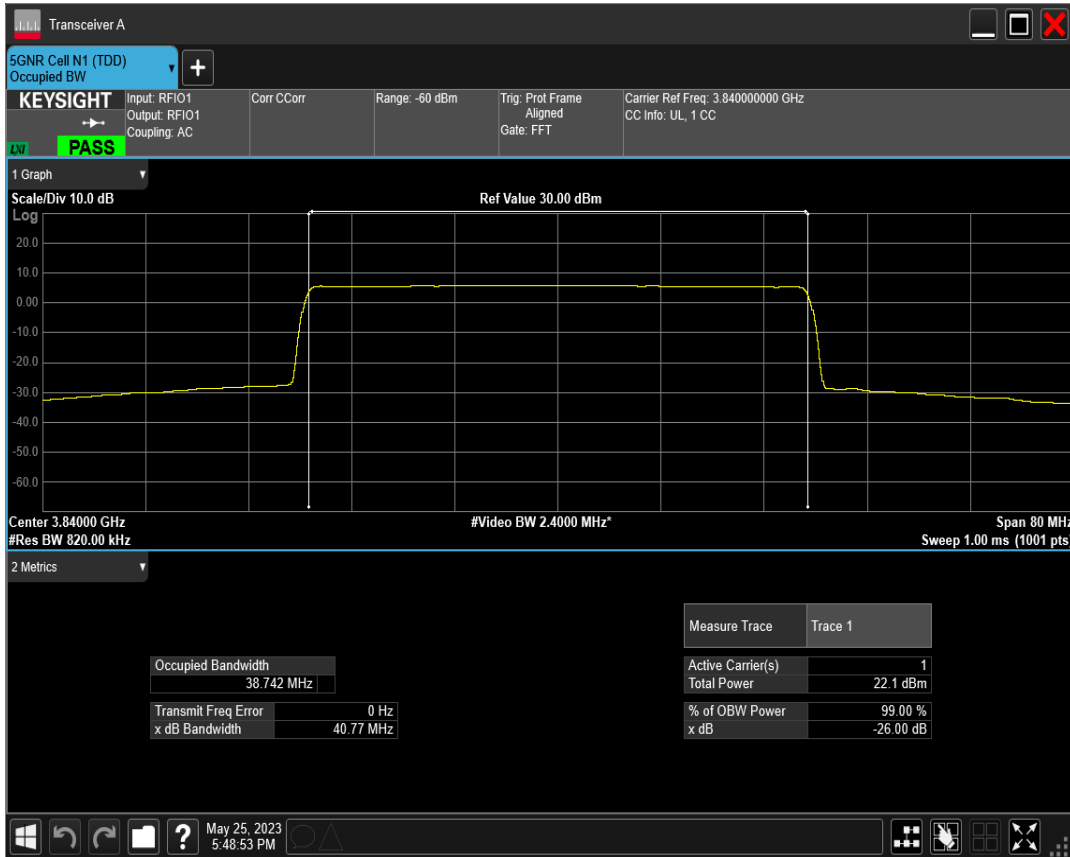 Transceiver A
5GNR Cell N1 (TDD)
Occupied BW
+
KEYSIGHT
LXI
PASS
Input: RFIO1
Output: RFIO1
Coupling: AC
Corr CCorr
Range: -60 dBm
Trig: Prot Frame
Aligned
Gate: FFT
Carrier Ref Freq: 3.840000000 GHz
CC Info: UL, 1 CC
1 Graph
Scale/Div 10.0 dB
Ref Value 30.00 dBm
Log
20.0
10.0
0.00
-10.0
-20.0
-30.0
-40.0
-50.0
-60.0
Center 3.84000 GHz
#Video BW 2.4000 MHz*
Span 80 MHz
#Res BW 820.00 kHz
Sweep 1.00 ms (1001 pts)
2 Metrics
Measure Trace Trace 1
Occupied Bandwidth
38.742 MHz
Active Carrier(s) 1
Total Power 22.1 dBm
Transmit Freq Error 0 Hz
x dB Bandwidth 40.77 MHz
% of OBW Power 99.00 %
x dB -26.00 dB
?
May 25, 2023
5:48:53 PM